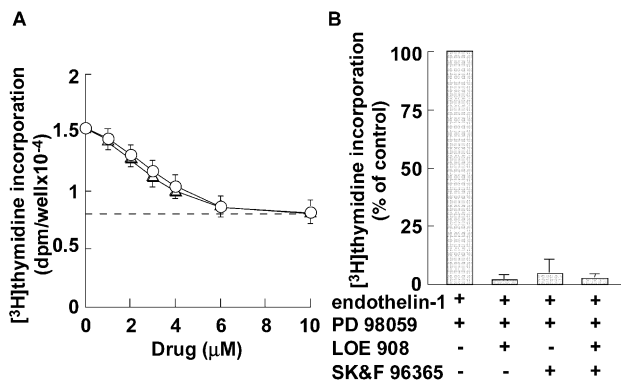 A
[³H]thymidine incorporation
(dpm/wellx10⁻⁴)
2
1.5
1
0.5
0
0 2 4 6 8 10
Drug (μM)
B
[³H]thymidine incorporation
(% of control)
100
75
50
25
0
endothelin-1 + + + +
PD 98059 + + + +
LOE 908 - + - +
SK&F 96365 - - + +